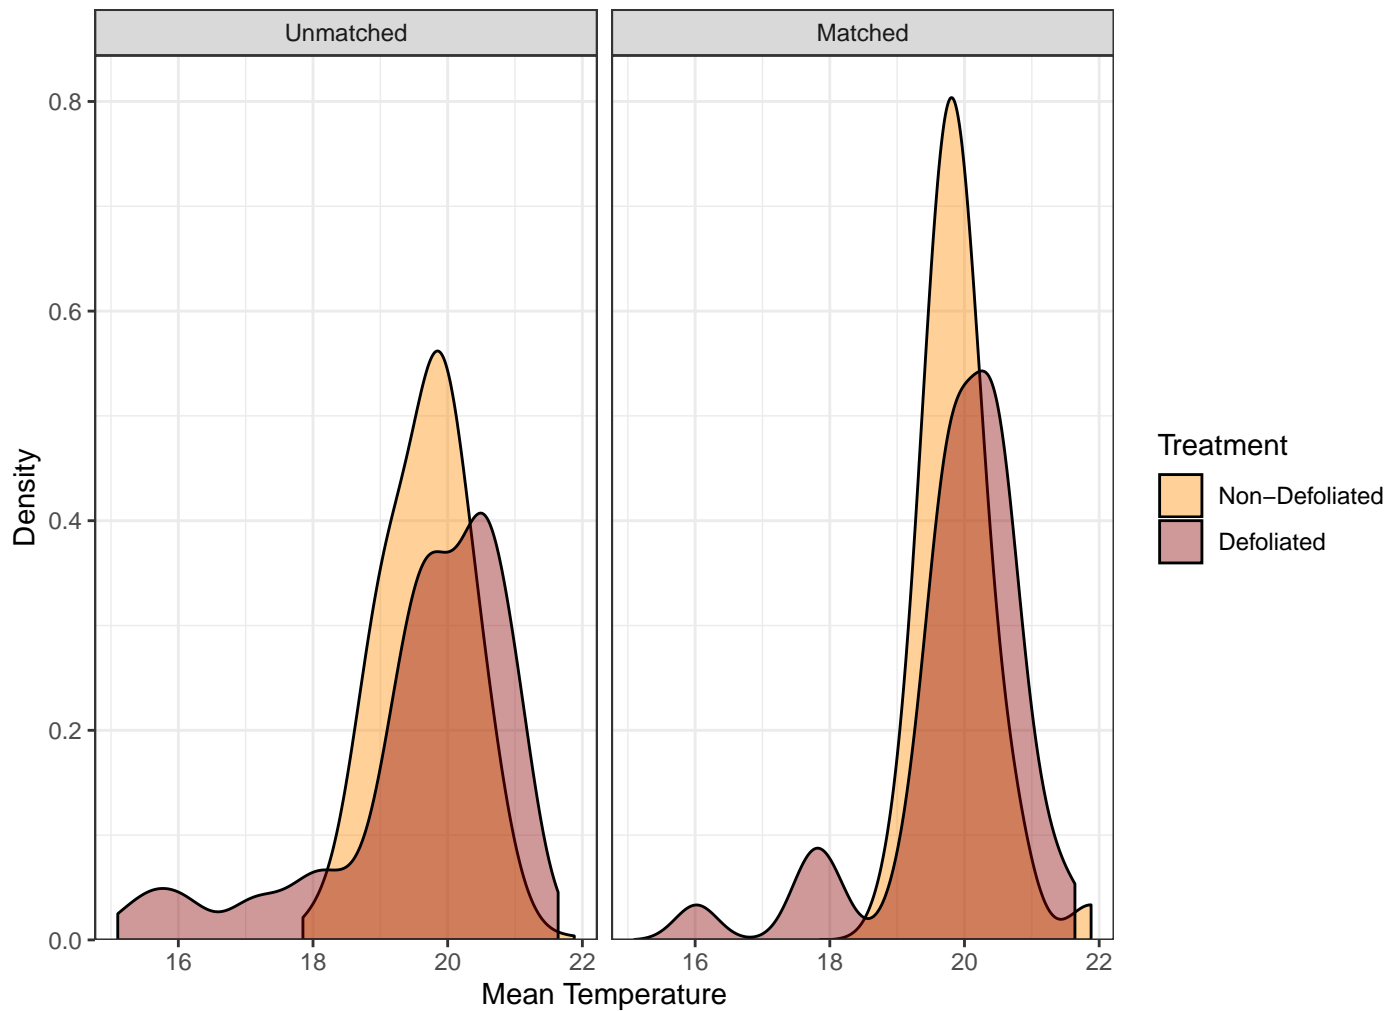 Unmatched
Matched
0.8
0.6
0.4
0.2
0.0
Density
16
18
20
22
16
18
20
22
Mean Temperature
Treatment
Non−Defoliated
Defoliated